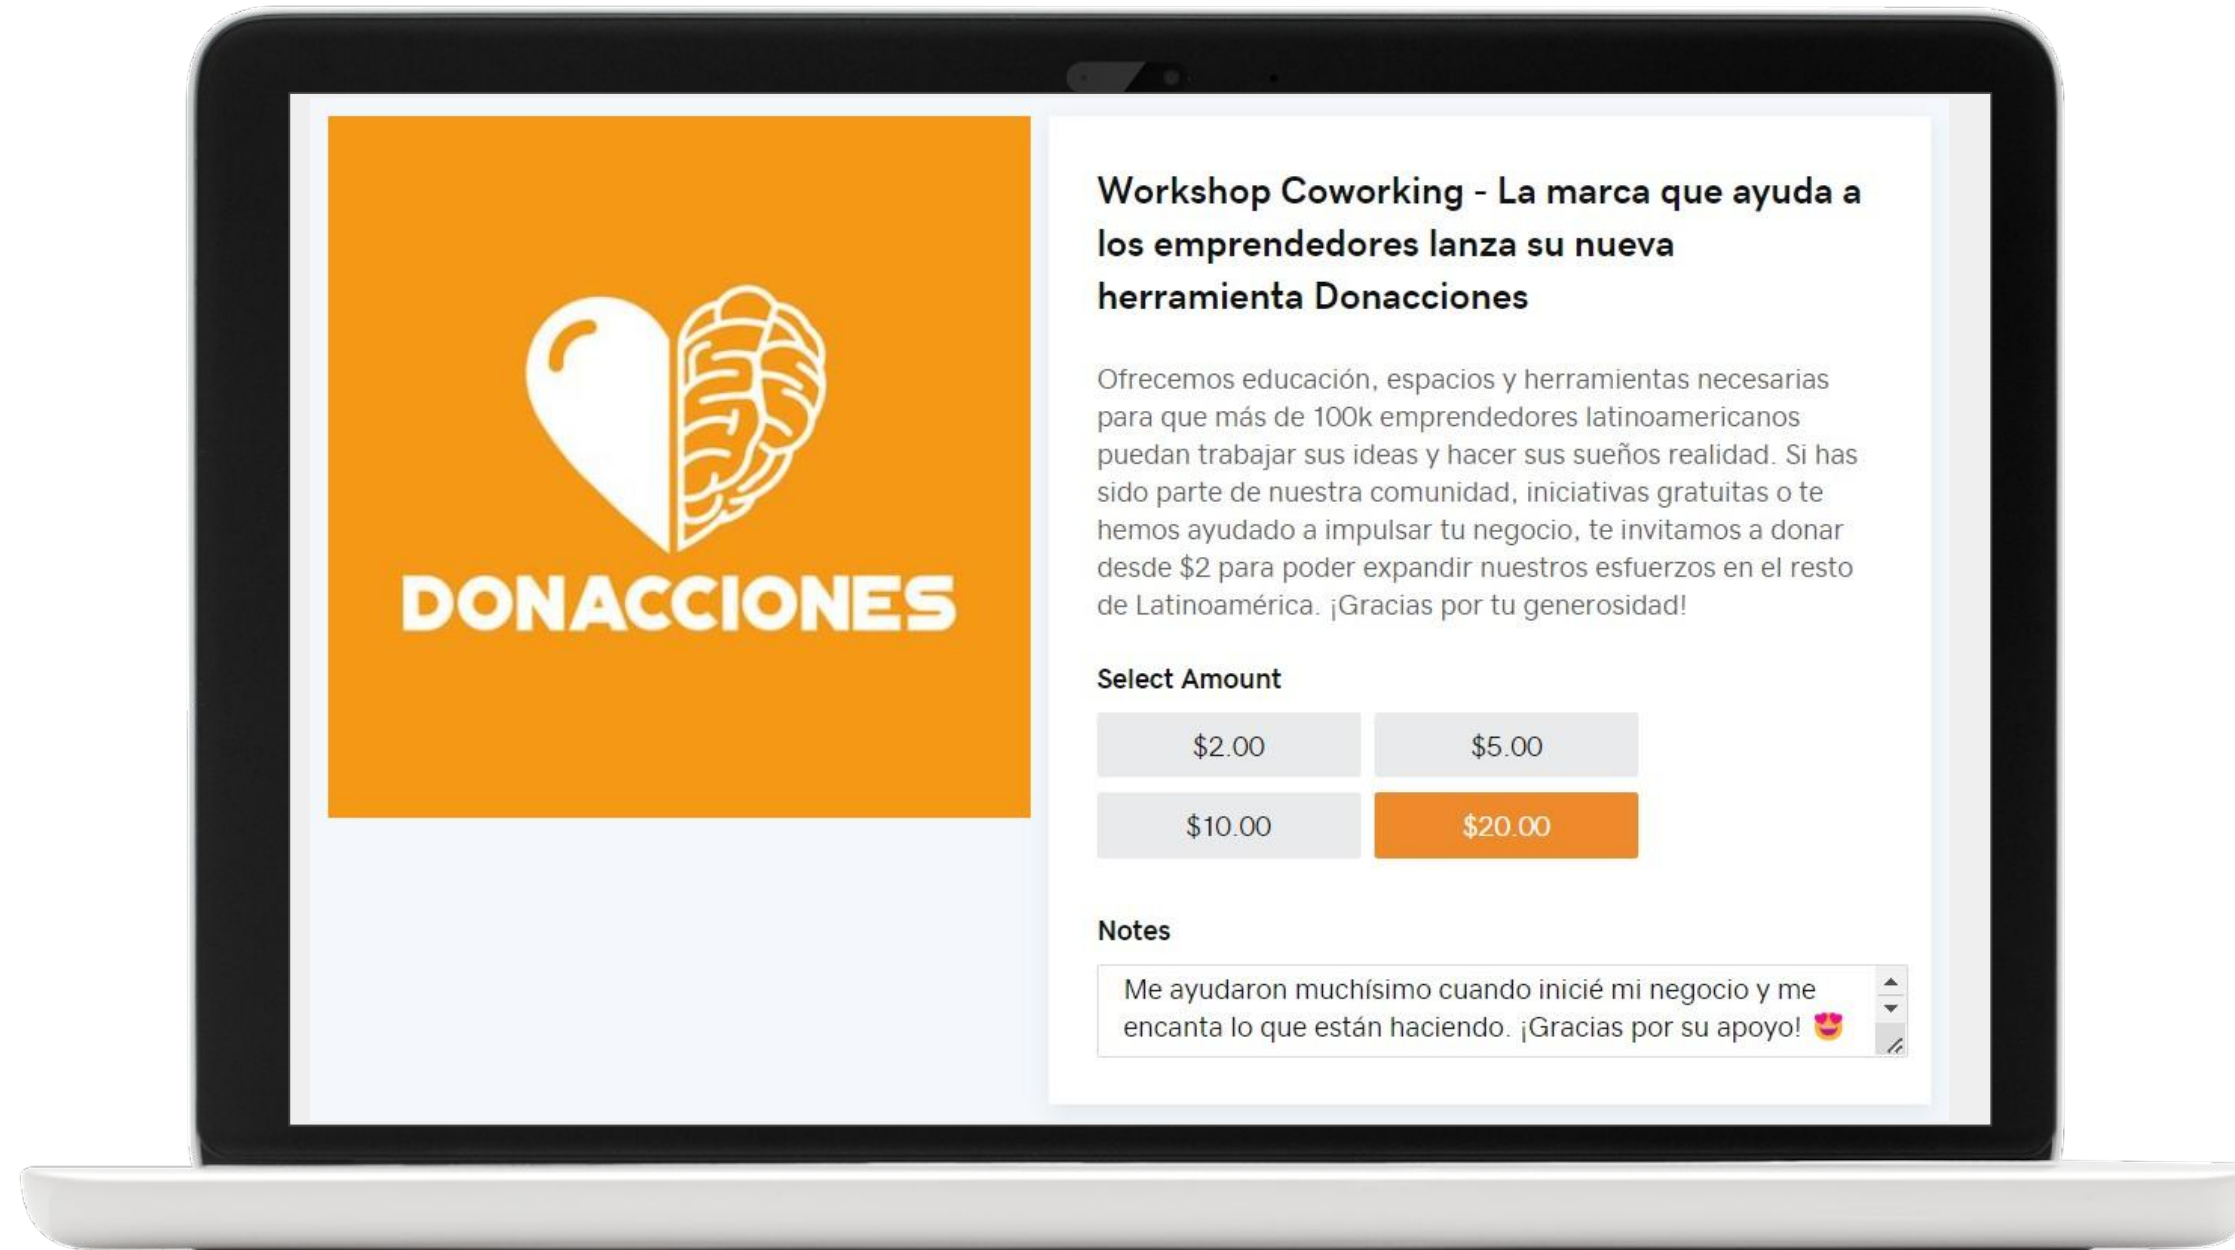 DONACCIONES
Workshop Coworking - La marca que ayuda a
los emprendedores lanza su nueva
herramienta Donacciones
Ofrecemos educación, espacios y herramientas necesarias
para que más de 100k emprendedores latinoamericanos
puedan trabajar sus ideas y hacer sus sueños realidad. Si has
sido parte de nuestra comunidad, iniciativas gratuitas o te
hemos ayudado a impulsar tu negocio, te invitamos a donar
desde $2 para poder expandir nuestros esfuerzos en el resto
de Latinoamérica. ¡Gracias por tu generosidad!
Select Amount
$2.00 $5.00
$10.00 $20.00
Notes
Me ayudaron muchísimo cuando inicié mi negocio y me
encanta lo que están haciendo. ¡Gracias por su apoyo! 😍